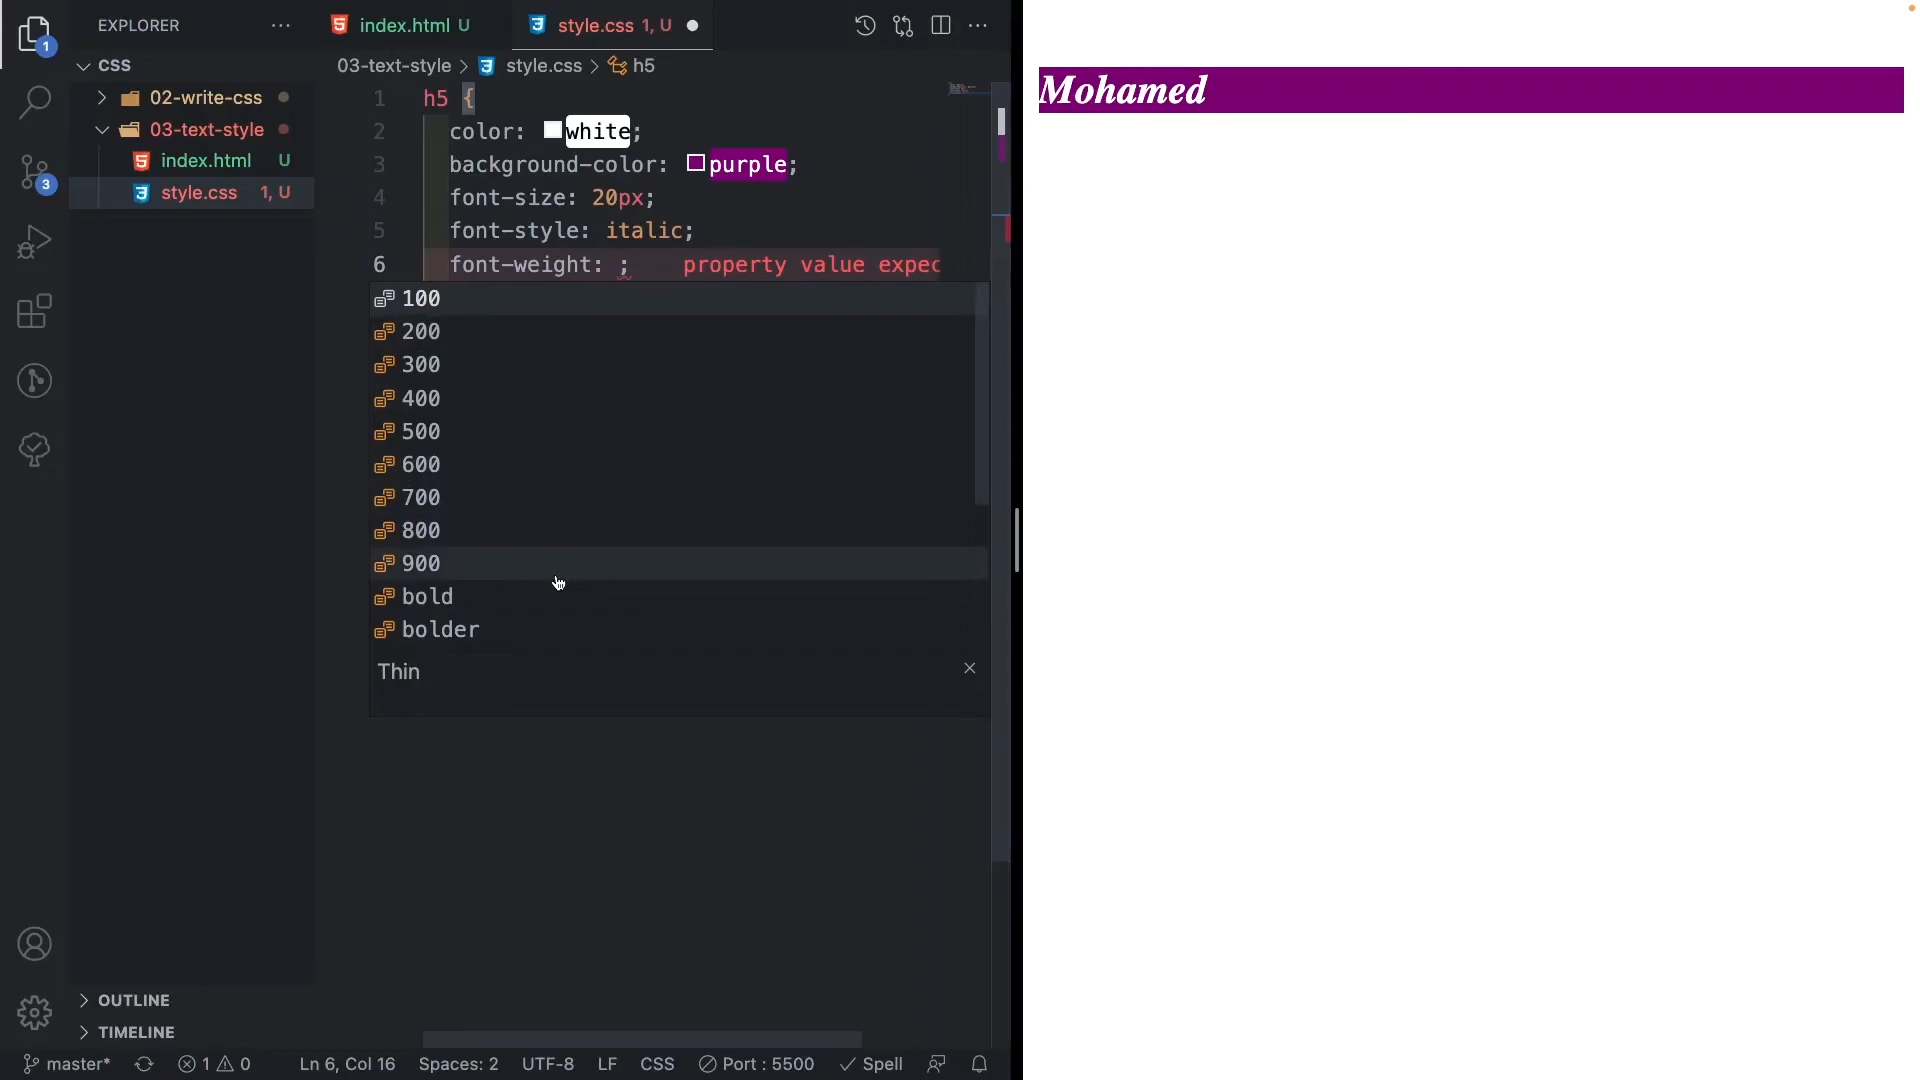 EXPLORER
CSS
02-write-css
03-text-style
index.html U
style.css 1, U
OUTLINE
TIMELINE
index.html U
style.css 1, U
03-text-style > style.css > h5
1 h5 {
2 color: white;
3 background-color: purple;
4 font-size: 20px;
5 font-style: italic;
6 font-weight: ; property value expec
100
200
300
400
500
600
700
800
900
bold
bolder
Thin
1
3
master* 1 0 Ln 6, Col 16 Spaces: 2 UTF-8 LF CSS Port : 5500 Spell
Mohamed